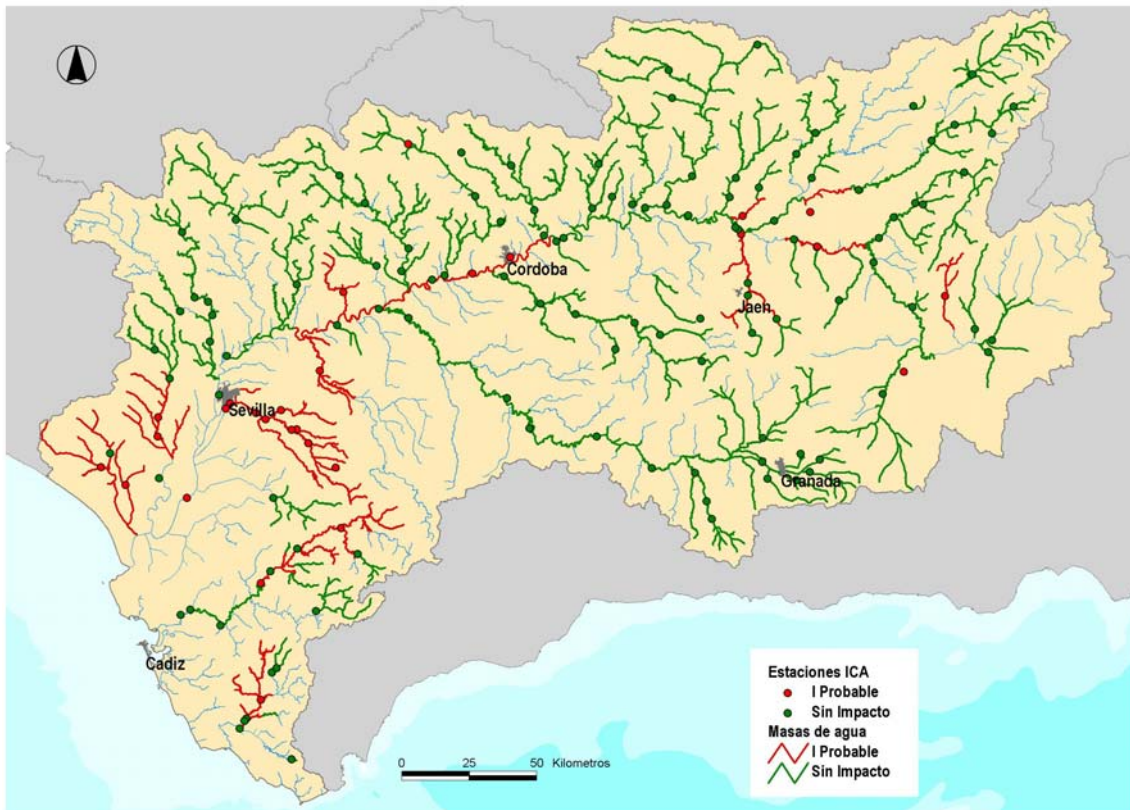 Cordoba
Jaen
Sevilla
Granada
Cadiz
0 25 50 Kilometros
Estaciones ICA
I Probable
Sin Impacto
Masas de agua
I Probable
Sin Impacto